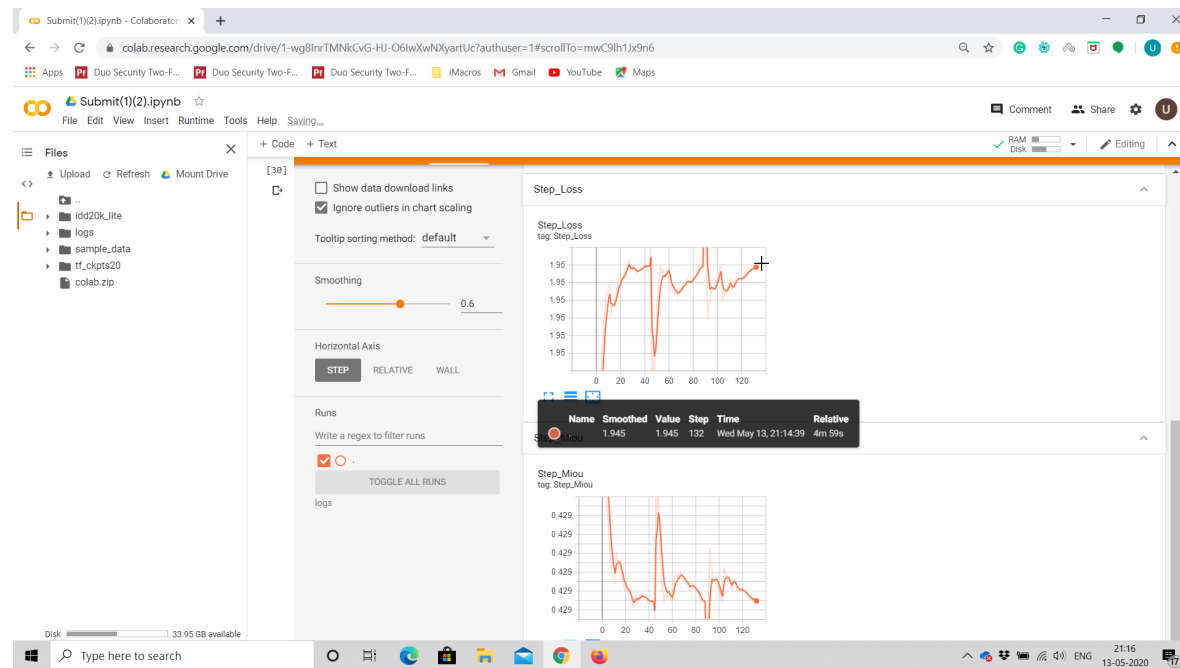 Submit(1)(2).ipynb - Colaborator
colab.research.google.com/drive/1-wg8InrTMNkCvG-HJ-O6IwXwNXyartUc?authuser=1#scrollTo=mwC9lh1Jx9n6
U
Apps Duo Security Two-F... Duo Security Two-F... Duo Security Two-F... iMacros Gmail YouTube Maps
Submit(1)(2).ipynb
Comment Share U
File Edit View Insert Runtime Tools Help Saving...
Files
+ Code + Text
RAM
Disk
Editing
Upload Refresh Mount Drive
..
idd20k_lite
logs
sample_data
tf_ckpts20
colab.zip
Disk 33.95 GB available
[30]
Show data download links
Ignore outliers in chart scaling
Tooltip sorting method: default
Smoothing
0.6
Horizontal Axis
STEP RELATIVE WALL
Runs
Write a regex to filter runs
.
TOGGLE ALL RUNS
logs
Step_Loss
Step_Loss
tag: Step_Loss
1.95
1.95
1.95
1.95
1.95
1.95
0 20 40 60 80 100 120
Name Smoothed Value Step Time Relative
1.945 1.945 132 Wed May 13, 21:14:39 4m 59s
Step_Miou
Step_Miou
tag: Step_Miou
0.429
0.429
0.429
0.429
0.429
0.429
0 20 40 60 80 100 120
Type here to search
ENG
21:16
13-05-2020
17